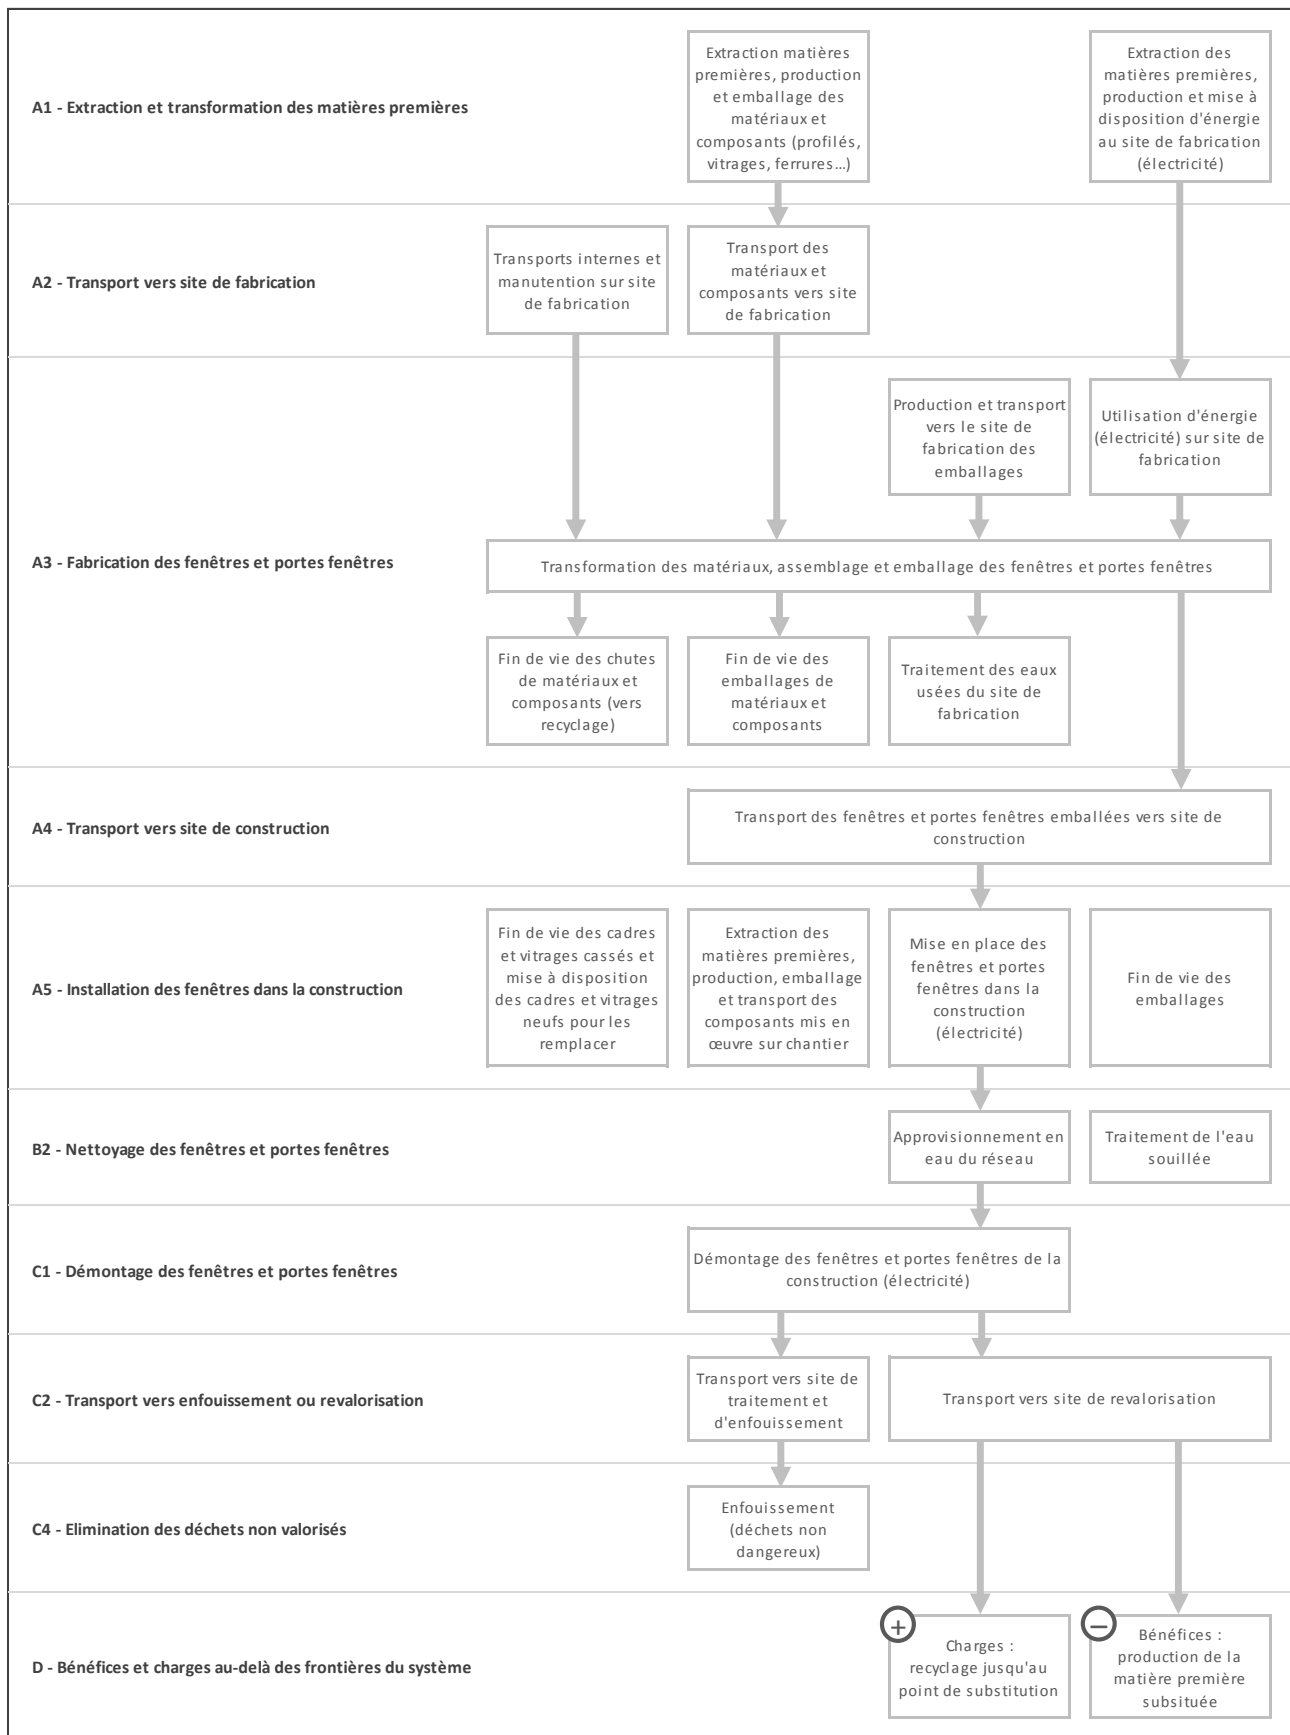 A1 - Extraction et transformation des matières premières
Extraction matières
premières, production
et emballage des
matériaux et
composants (profilés,
vitrages, ferrures…)
Extraction des
matières premières,
production et mise à
disposition d'énergie
au site de fabrication
(électricité)
A2 - Transport vers site de fabrication
Transports internes et
manutention sur site
de fabrication
Transport des
matériaux et
composants vers site
de fabrication
A3 - Fabrication des fenêtres et portes fenêtres
Production et transport
vers le site de
fabrication des
emballages
Utilisation d'énergie
(électricité) sur site de
fabrication
Transformation des matériaux, assemblage et emballage des fenêtres et portes fenêtres
Fin de vie des chutes
de matériaux et
composants (vers
recyclage)
Fin de vie des
emballages de
matériaux et
composants
Traitement des eaux
usées du site de
fabrication
A4 - Transport vers site de construction
Transport des fenêtres et portes fenêtres emballées vers site de
construction
A5 - Installation des fenêtres dans la construction
Fin de vie des cadres
et vitrages cassés et
mise à disposition
des cadres et vitrages
neufs pour les
remplacer
Extraction des
matières premières,
production, emballage
et transport des
composants mis en
œuvre sur chantier
Mise en place des
fenêtres et portes
fenêtres dans la
construction
(électricité)
Fin de vie des
emballages
B2 - Nettoyage des fenêtres et portes fenêtres
Approvisionnement en
eau du réseau
Traitement de l'eau
souillée
C1 - Démontage des fenêtres et portes fenêtres
Démontage des fenêtres et portes fenêtres de la
construction (électricité)
C2 - Transport vers enfouissement ou revalorisation
Transport vers site de
traitement et
d'enfouissement
Transport vers site de revalorisation
C4 - Elimination des déchets non valorisés
Enfouissement
(déchets non
dangereux)
D - Bénéfices et charges au-delà des frontières du système
+
Charges :
recyclage jusqu'au
point de substitution
−
Bénéfices :
production de la
matière première
subsituée